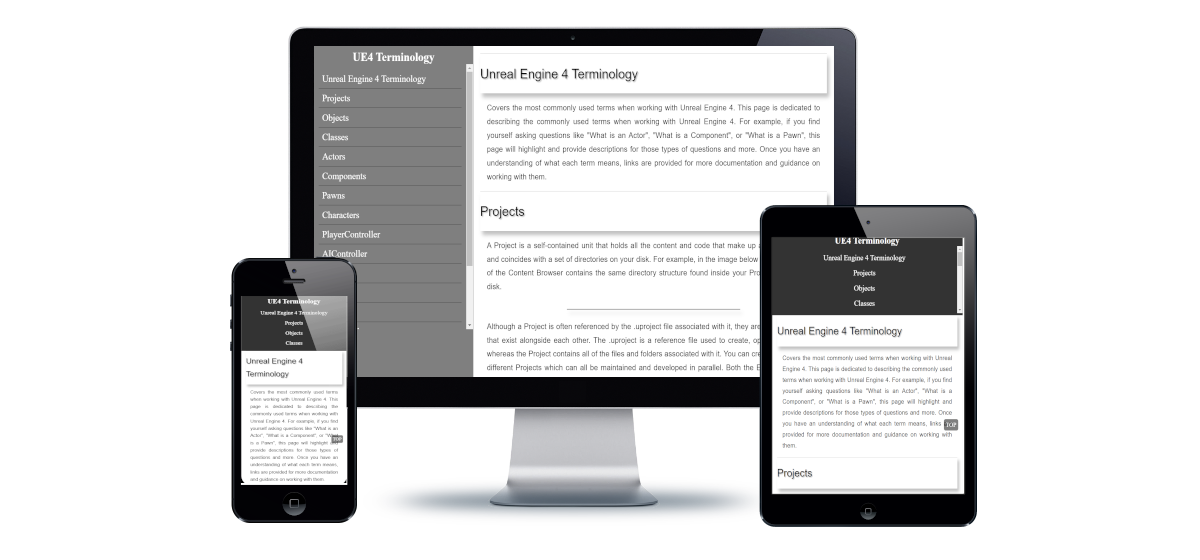 UE4 Terminology
Unreal Engine 4 Terminology
Projects
Objects
Classes
Actors
Components
Pawns
Characters
PlayerController
AIController
Unreal Engine 4 Terminology
Covers the most commonly used terms when working with Unreal Engine 4. This page is dedicated to
describing the commonly used terms when working with Unreal Engine 4. For example, if you find
yourself asking questions like "What is an Actor", "What is a Component", or "What is a Pawn", this
page will highlight and provide descriptions for those types of questions and more. Once you have an
understanding of what each term means, links are provided for more documentation and guidance on
working with them.
Projects
A Project is a self-contained unit that holds all the content and code that make up
and coincides with a set of directories on your disk. For example, in the image below
of the Content Browser contains the same directory structure found inside your Pro
disk.
Although a Project is often referenced by the .uproject file associated with it, they are
that exist alongside each other. The .uproject is a reference file used to create, op
whereas the Project contains all of the files and folders associated with it. You can cre
different Projects which can all be maintained and developed in parallel. Both the E
UE4 Terminology
Unreal Engine 4 Terminology
Projects
Objects
Classes
Unreal Engine 4
Terminology
Covers the most commonly used terms
when working with Unreal Engine 4. This
page is dedicated to describing the
commonly used terms when working with
Unreal Engine 4. For example, if you find
yourself asking questions like "What is an
Actor", "What is a Component", or "What
is a Pawn", this page will highlight and
TOP
provide descriptions for those types of
questions and more. Once you have an
understanding of what each term means,
links are provided for more documentation
and guidance on working with them.
UE4 Terminology
Unreal Engine 4 Terminology
Projects
Objects
Classes
Unreal Engine 4 Terminology
Covers the most commonly used terms when working with Unreal
Engine 4. This page is dedicated to describing the commonly used
terms when working with Unreal Engine 4. For example, if you find
yourself asking questions like "What is an Actor", "What is a
Component", or "What is a Pawn", this page will highlight and
provide descriptions for those types of questions and more. Once
you have an understanding of what each term means, links
TOP
provided for more documentation and guidance on working with
them.
Projects